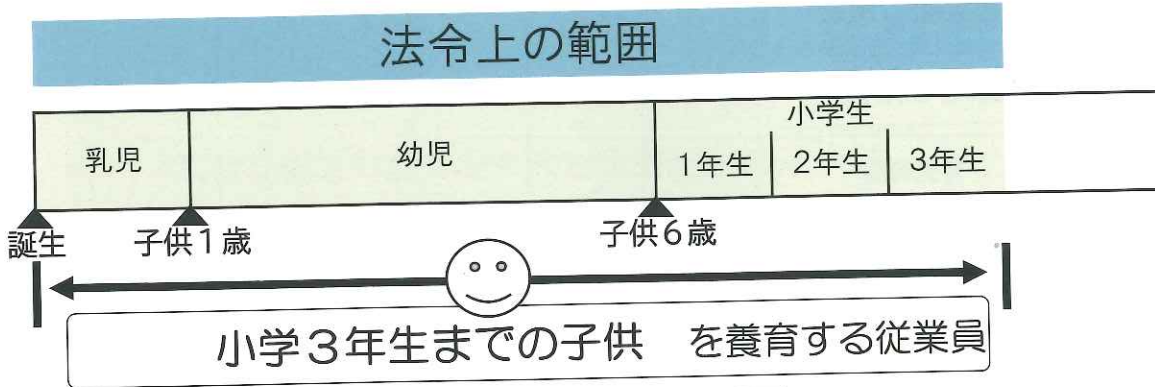 法令上の範囲
小学生
乳児
幼児
1年生
2年生
3年生
誕生
子供1歳
子供6歳
小学3年生までの子供 を養育する従業員